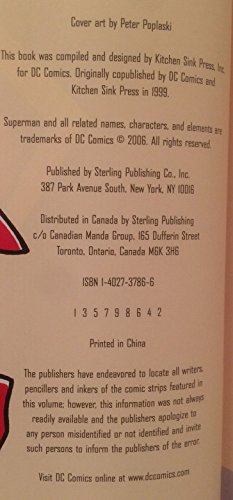 Cover art by Peter Poplaski
This book was compiled and designed by Kitchen Sink Press, Inc.
for DC Comics. Originally copublished by DC Comics and
Kitchen Sink Press in 1999.
Superman and all related names, characters, and elements are
trademarks of DC Comics © 2006. All rights reserved.
Published by Sterling Publishing Co., Inc.
387 Park Avenue South, New York, NY 10016
Distributed in Canada by Sterling Publishing
c/o Canadian Manda Group, 165 Dufferin Street
Toronto, Ontario, Canada M6K 3H6
ISBN 1-4027-3786-6
1 3 5 7 9 8 6 4 2
Printed in China
The publishers have endeavored to locate all writers,
pencillers and inkers of the comic strips featured in
this volume; however, this information was not always
readily available and the publishers apologize to
any person misidentified or not identified and invite
such persons to inform the publishers of the error.
Visit DC Comics online at www.dccomics.com